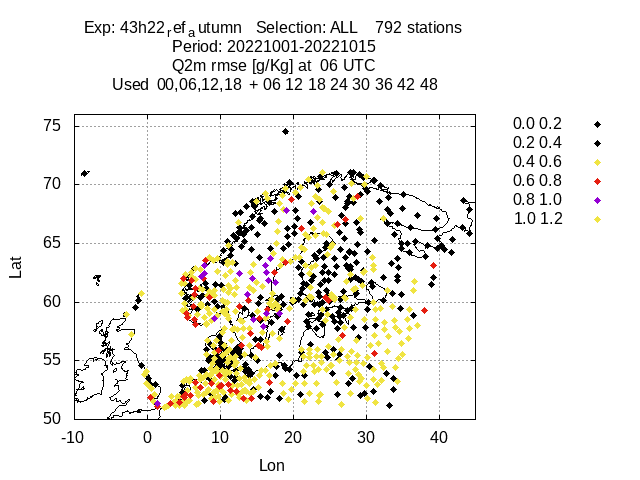 Exp: 43h22ref autumn Selection: ALL 792 stations
Period: 20221001-20221015
Q2m rmse [g/Kg] at 06 UTC
Used 00,06,12,18 + 06 12 18 24 30 36 42 48
0.0 0.2
0.2 0.4
0.4 0.6
0.6 0.8
0.8 1.0
1.0 1.2
75
70
65
60
55
50
Lat
-10 0 10 20 30 40
Lon